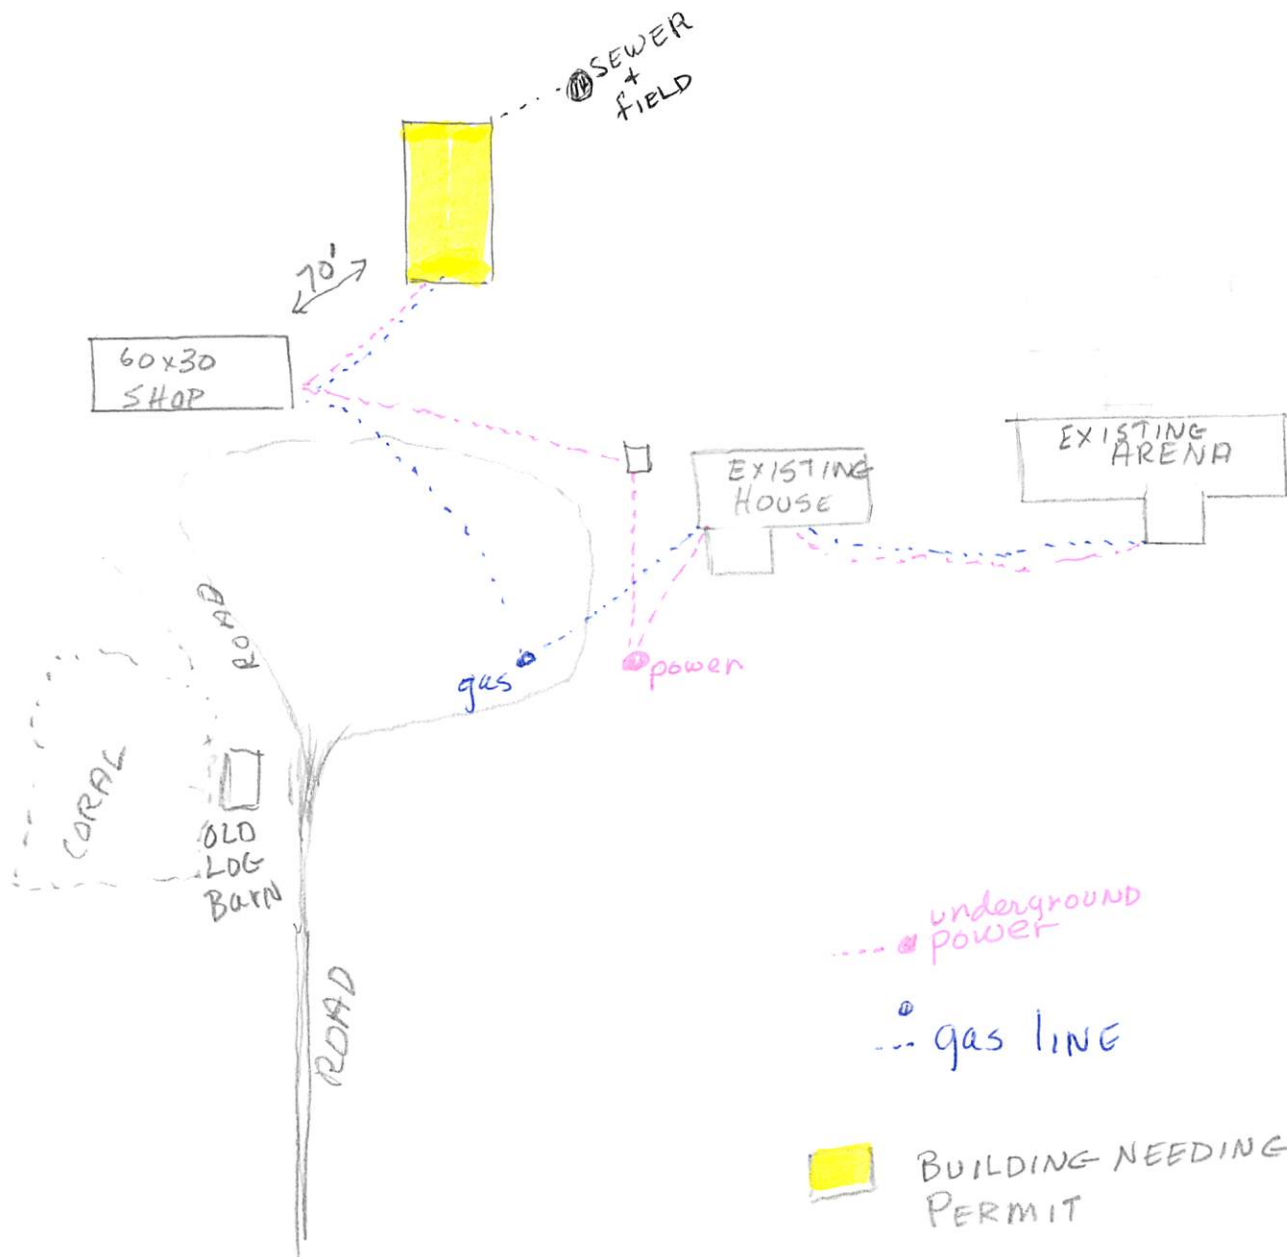 SEWER
+
FIELD
70'
60x30
SHOP
EXISTING
HOUSE
EXISTING
ARENA
ROAD
gas
power
CORAL
OLD
LOG
Barn
ROAD
underground
power
gas LINE
BUILDING NEEDING
PERMIT